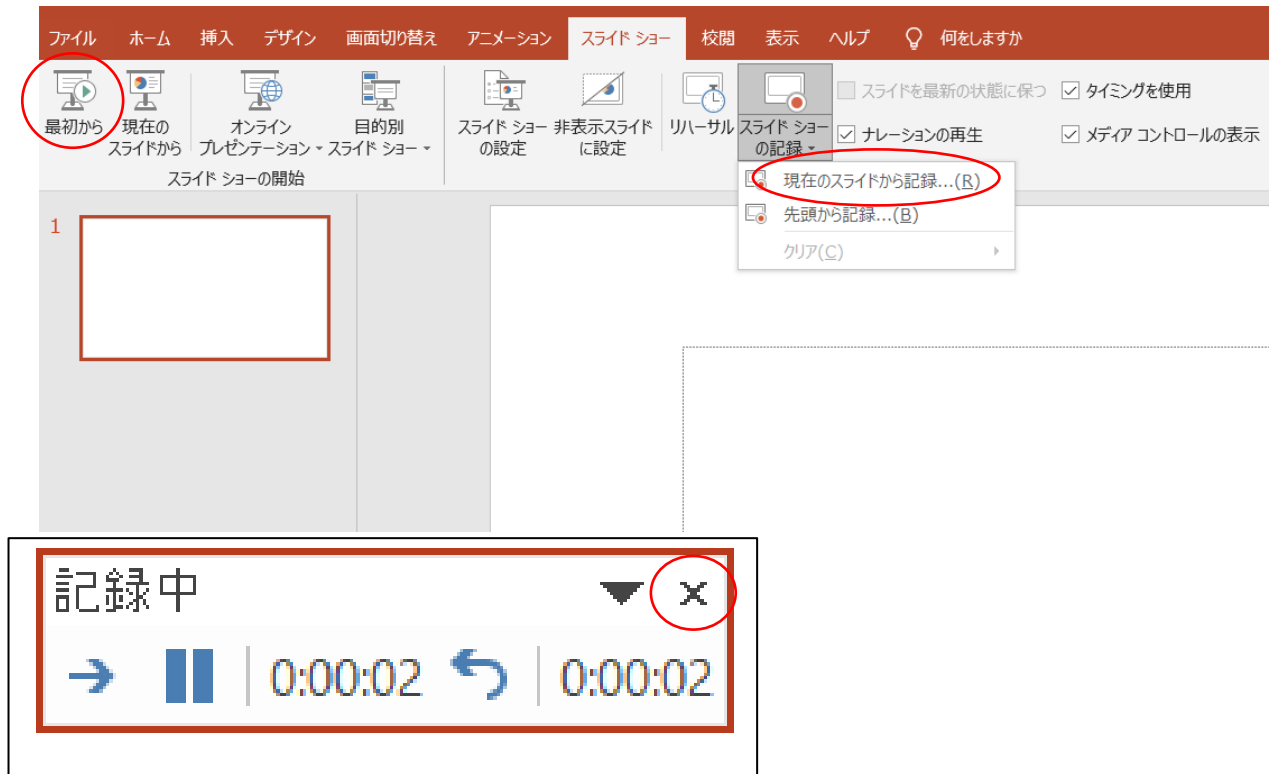 ファイル ホーム 挿入 デザイン 画面切り替え アニメーション スライド ショー 校閲 表示 ヘルプ 何をしますか
最初から
現在の
スライドから
オンライン
プレゼンテーション
目的別
スライド ショー
スライド ショーの開始
スライド ショー
の設定
非表示スライド
に設定
リハーサル
スライド ショー
の記録
スライドを最新の状態に保つ
ナレーションの再生
タイミングを使用
メディア コントロールの表示
現在のスライドから記録...(R)
先頭から記録...(B)
クリア(C)
1
記録中
0:00:02 0:00:02